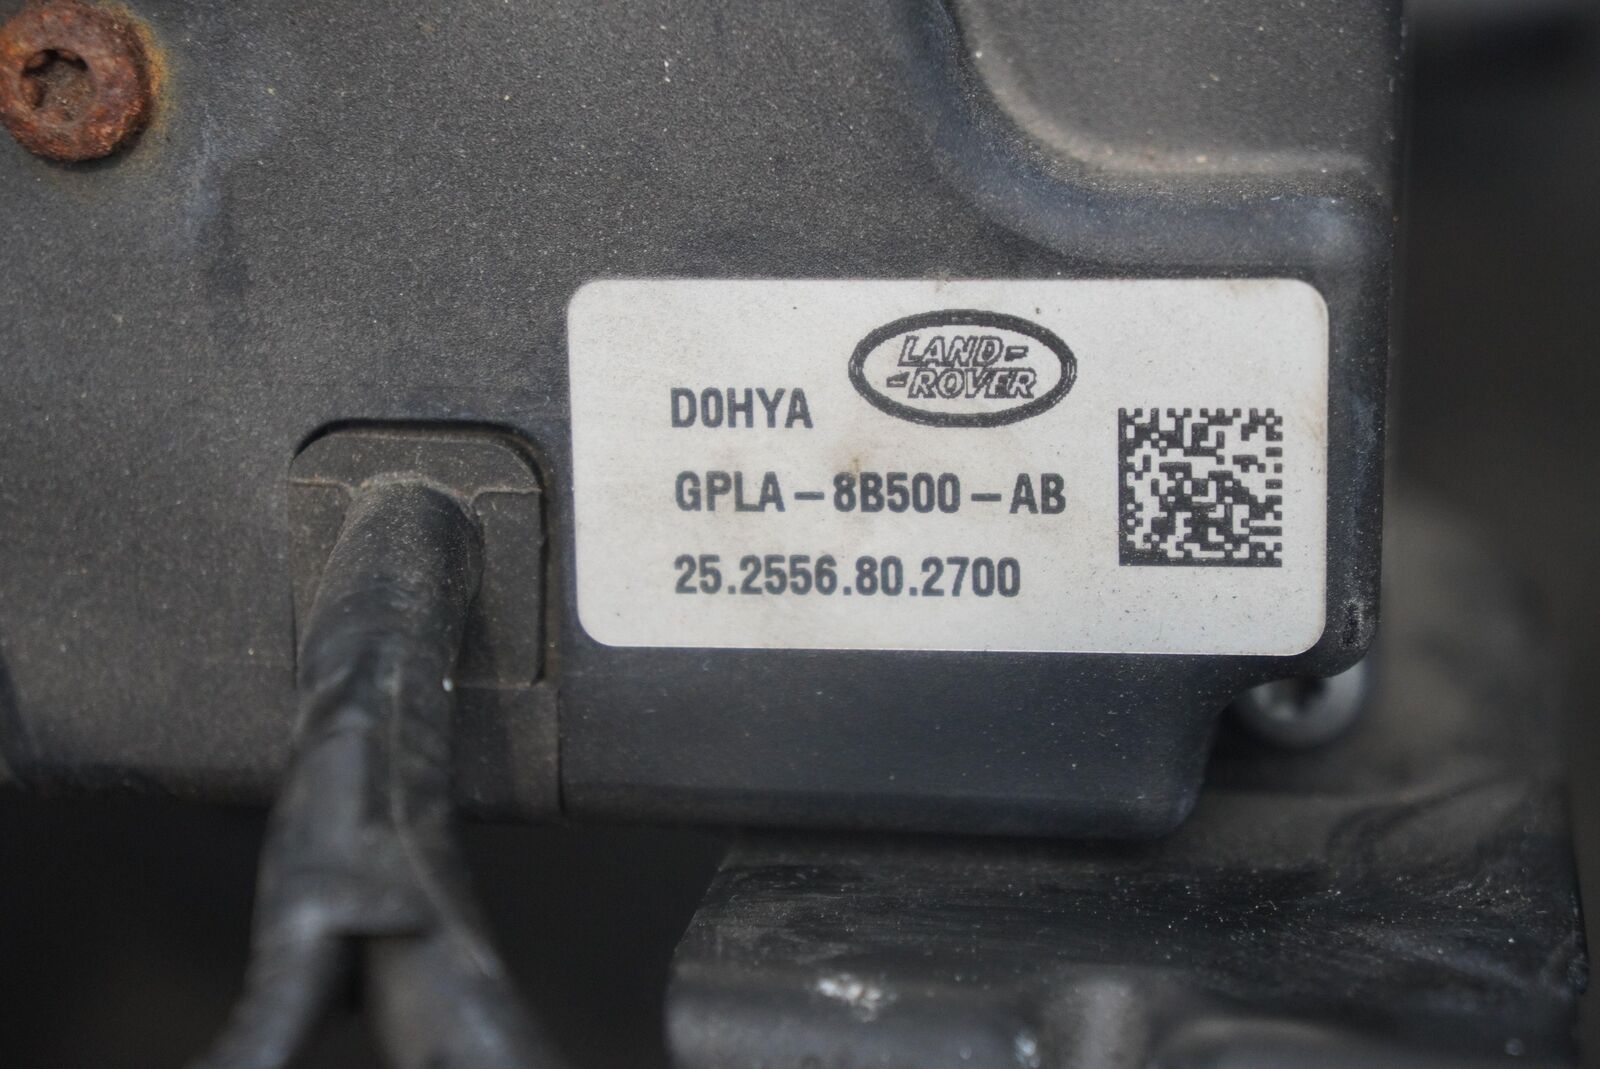 LAND-
-ROVER
D0HYA
GPLA-8B500-AB
25.2556.80.2700